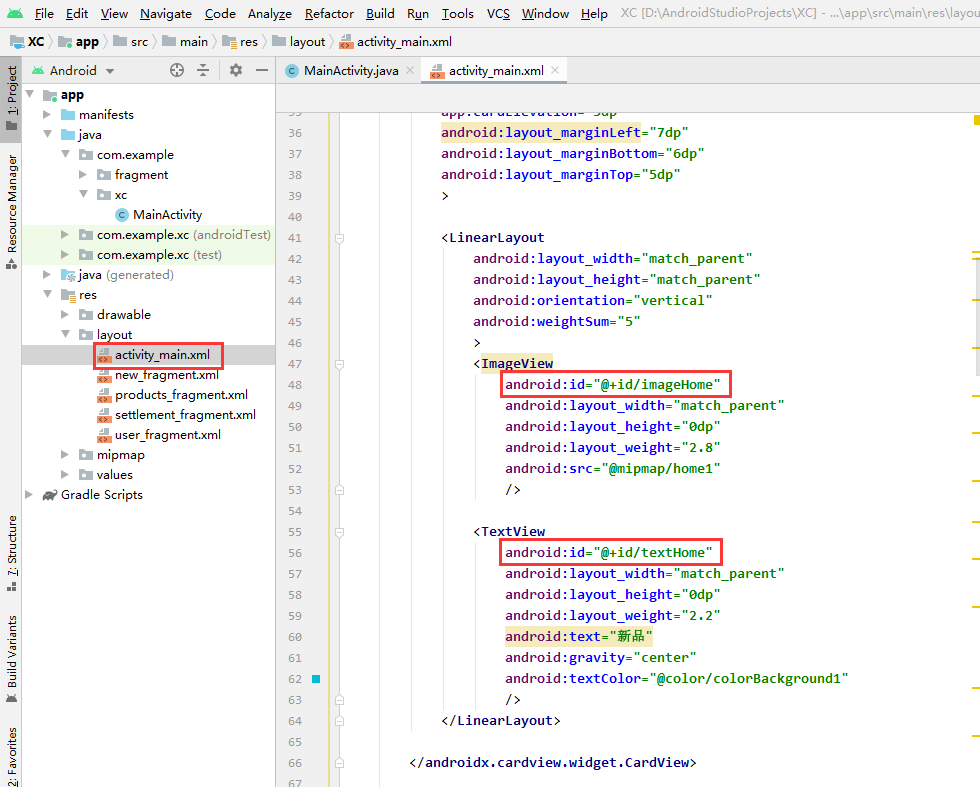 File Edit View Navigate Code Analyze Refactor Build Run Tools VCS Window Help XC [D:\AndroidStudioProjects\XC] - ...\app\src\main\res\layou
XC app src main res layout activity_main.xml
Android
MainActivity.java
activity_main.xml
1: Project
Resource Manager
7: Structure
Build Variants
2: Favorites
app
manifests
java
com.example
fragment
xc
MainActivity
com.example.xc (androidTest)
com.example.xc (test)
java (generated)
res
drawable
layout
activity_main.xml
new_fragment.xml
products_fragment.xml
settlement_fragment.xml
user_fragment.xml
mipmap
values
Gradle Scripts
36 android:layout_marginLeft="7dp"
37 android:layout_marginBottom="6dp"
38 android:layout_marginTop="5dp"
39 >
40
41 <LinearLayout
42 android:layout_width="match_parent"
43 android:layout_height="match_parent"
44 android:orientation="vertical"
45 android:weightSum="5"
46 >
47 <ImageView
48 android:id="@+id/imageHome"
49 android:layout_width="match_parent"
50 android:layout_height="0dp"
51 android:layout_weight="2.8"
52 android:src="@mipmap/home1"
53 />
54
55 <TextView
56 android:id="@+id/textHome"
57 android:layout_width="match_parent"
58 android:layout_height="0dp"
59 android:layout_weight="2.2"
60 android:text="新品"
61 android:gravity="center"
62 android:textColor="@color/colorBackground1"
63 />
64 </LinearLayout>
65
66 </androidx.cardview.widget.CardView>
67